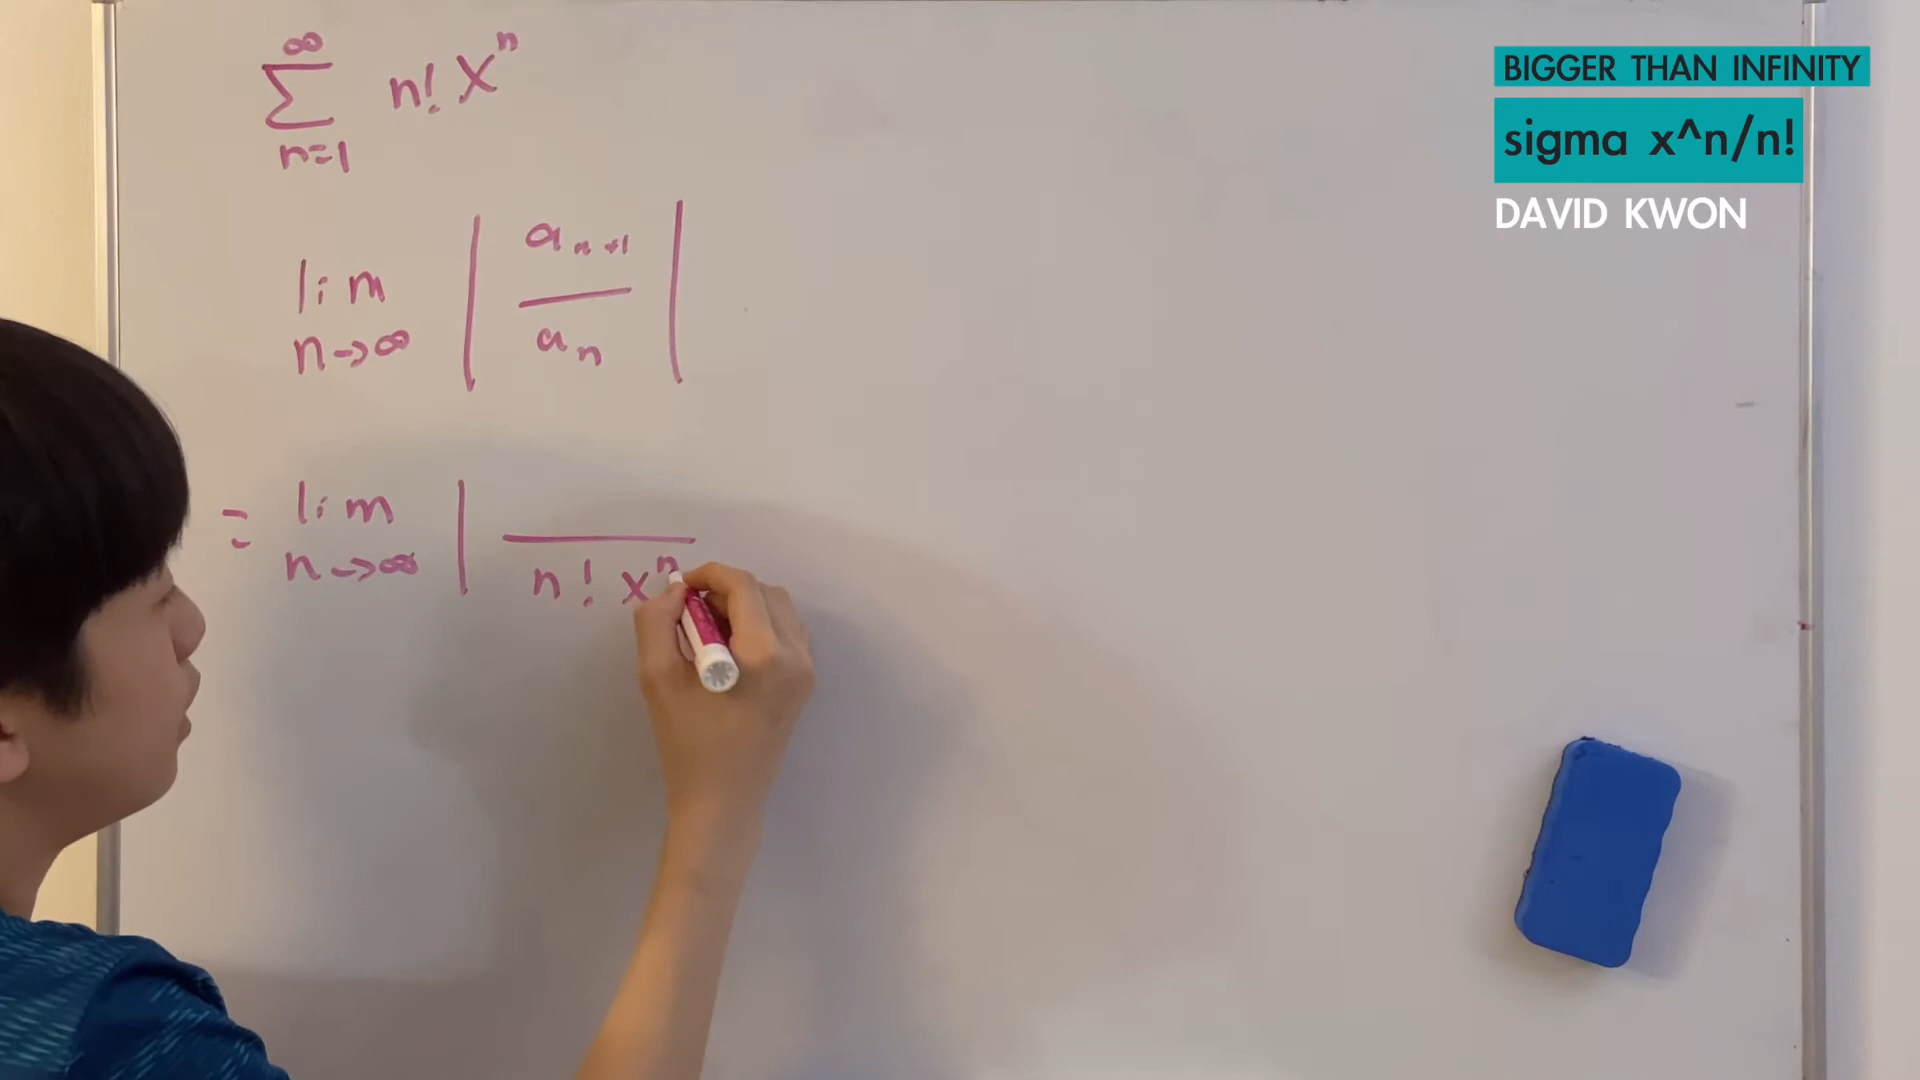 ∞
∑ n! x^n
n=1
lim | a_{n+1} / a_n |
n→∞
= lim | / n! x^n
n→∞
BIGGER THAN INFINITY
sigma x^n/n!
DAVID KWON